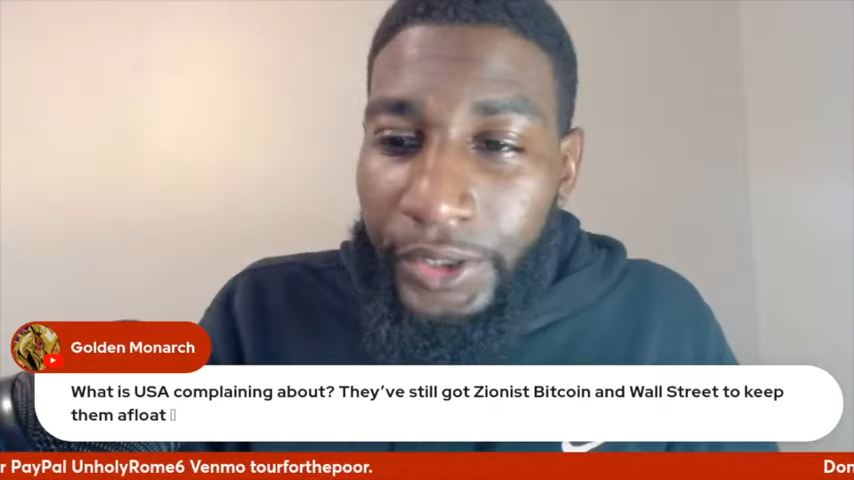 Golden Monarch
What is USA complaining about? They've still got Zionist Bitcoin and Wall Street to keep
them afloat
r PayPal UnholyRome6 Venmo tourforthepoor.
Don